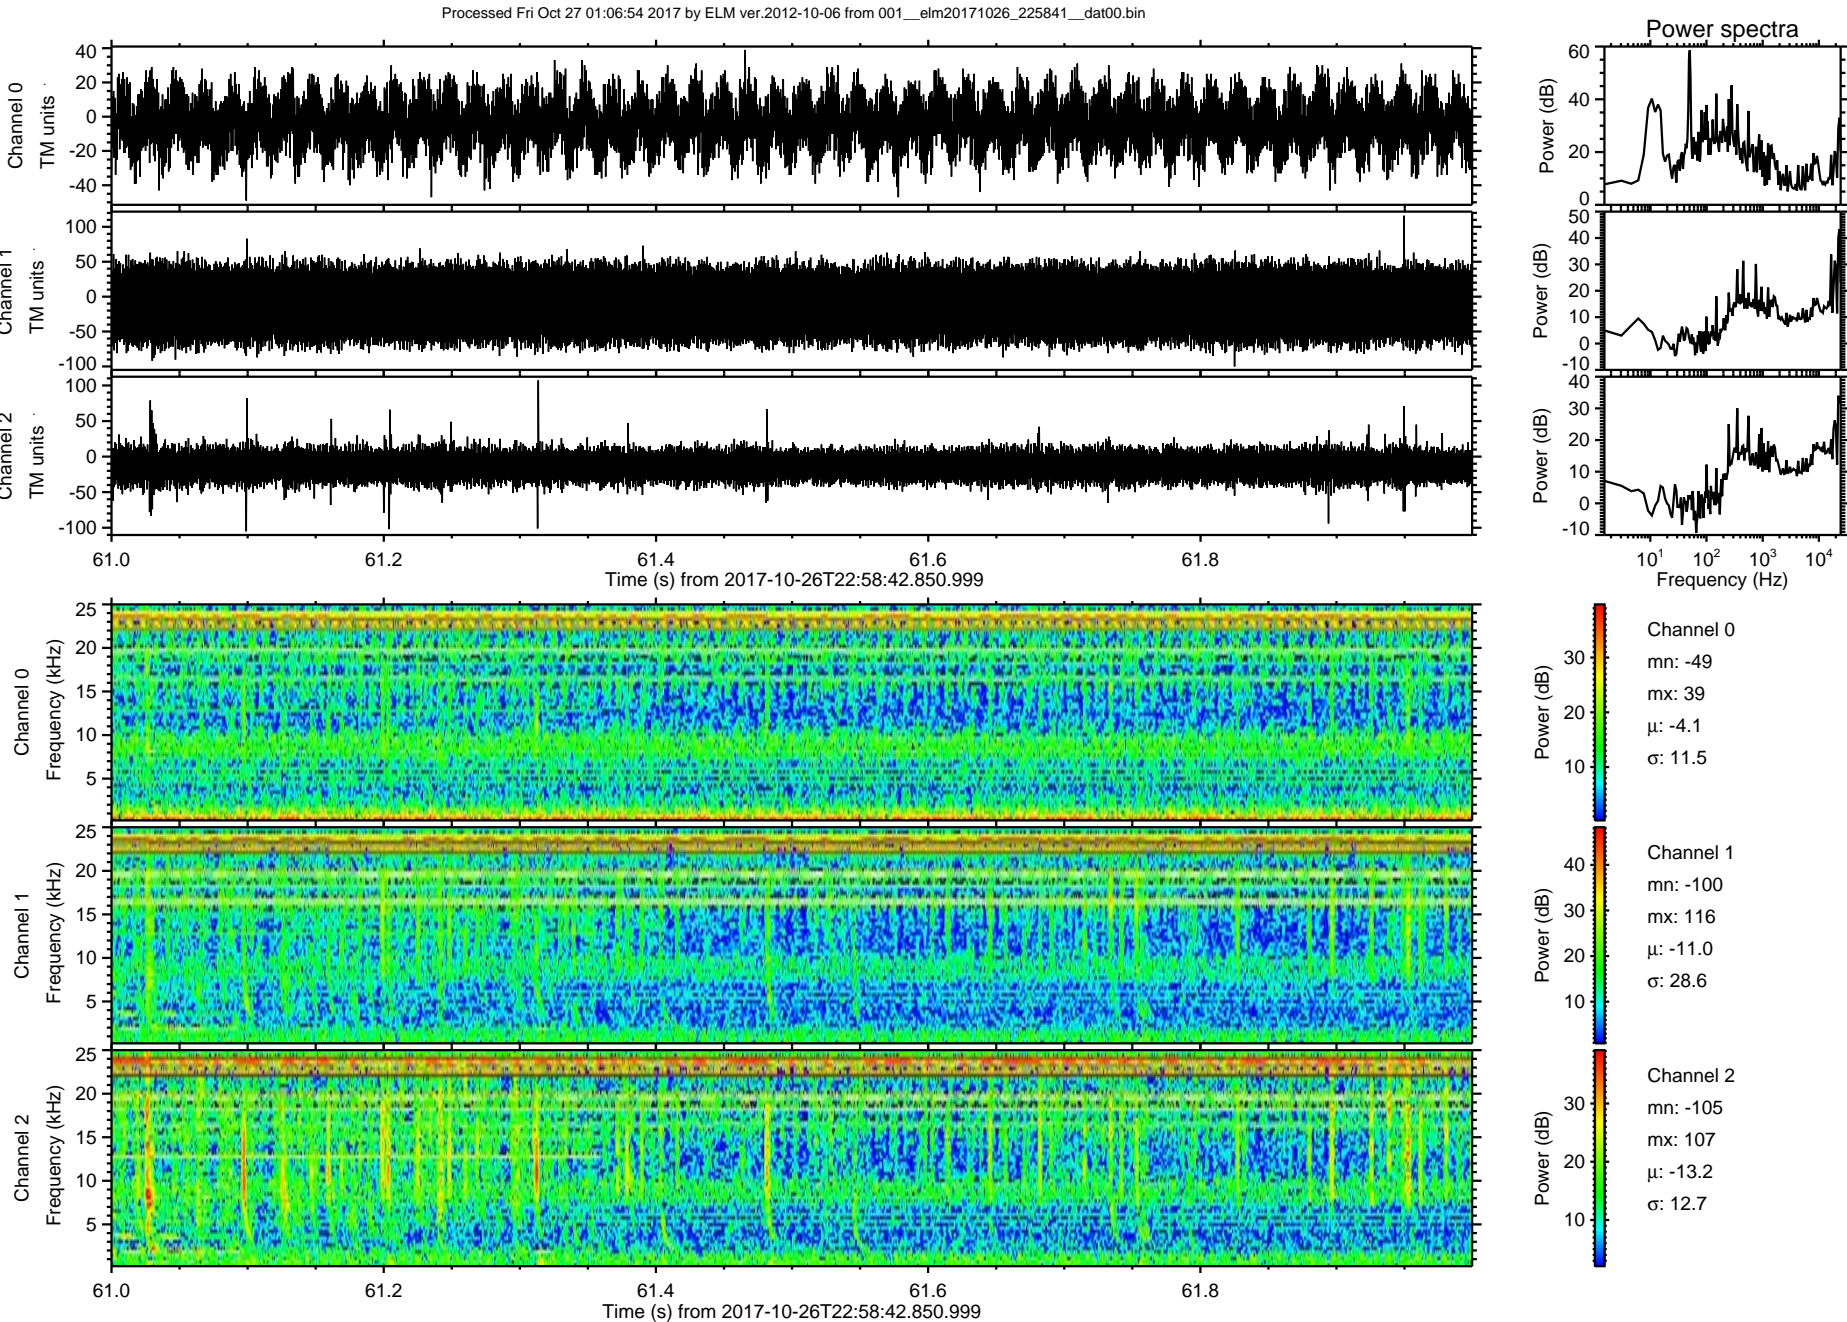 Processed Fri Oct 27 01:06:54 2017 by ELM ver.2012-10-06 from 001__elm20171026_225841__dat00.bin
Power spectra
Channel 0
TM units
40
20
0
-20
-40
Power (dB)
60
40
20
0
Channel 1
TM units
100
50
0
-50
-100
Power (dB)
50
40
30
20
10
0
-10
Channel 2
TM units
100
50
0
-50
-100
Power (dB)
40
30
20
10
0
-10
61.0 61.2 61.4 61.6 61.8
Time (s) from 2017-10-26T22:58:42.850.999
10^1 10^2 10^3 10^4
Frequency (Hz)
Channel 0
Frequency (kHz)
25
20
15
10
5
Power (dB)
30
20
10
Channel 0
mn: -49
mx: 39
μ: -4.1
σ: 11.5
Channel 1
Frequency (kHz)
25
20
15
10
5
Power (dB)
40
30
20
10
Channel 1
mn: -100
mx: 116
μ: -11.0
σ: 28.6
Channel 2
Frequency (kHz)
25
20
15
10
5
Power (dB)
30
20
10
Channel 2
mn: -105
mx: 107
μ: -13.2
σ: 12.7
61.0 61.2 61.4 61.6 61.8
Time (s) from 2017-10-26T22:58:42.850.999